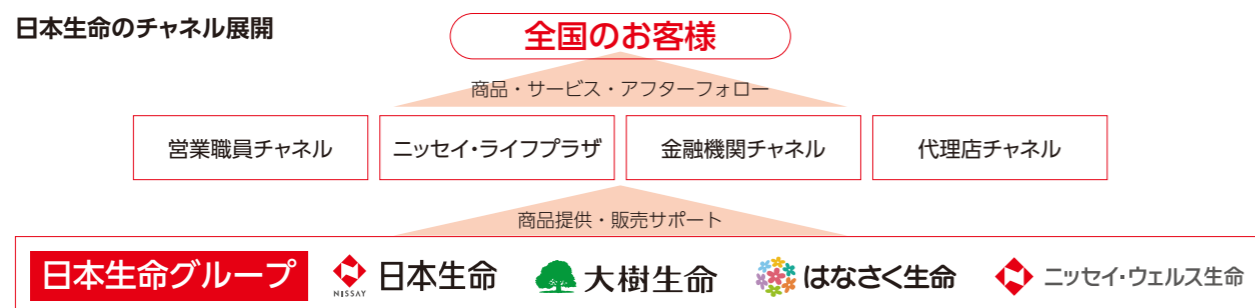 日本生命のチャネル展開
全国のお客様
商品・サービス・アフターフォロー
営業職員チャネル
ニッセイ・ライフプラザ
金融機関チャネル
代理店チャネル
商品提供・販売サポート
日本生命グループ
NISSAY
日本生命
大樹生命
はなさく生命
ニッセイ・ウェルス生命